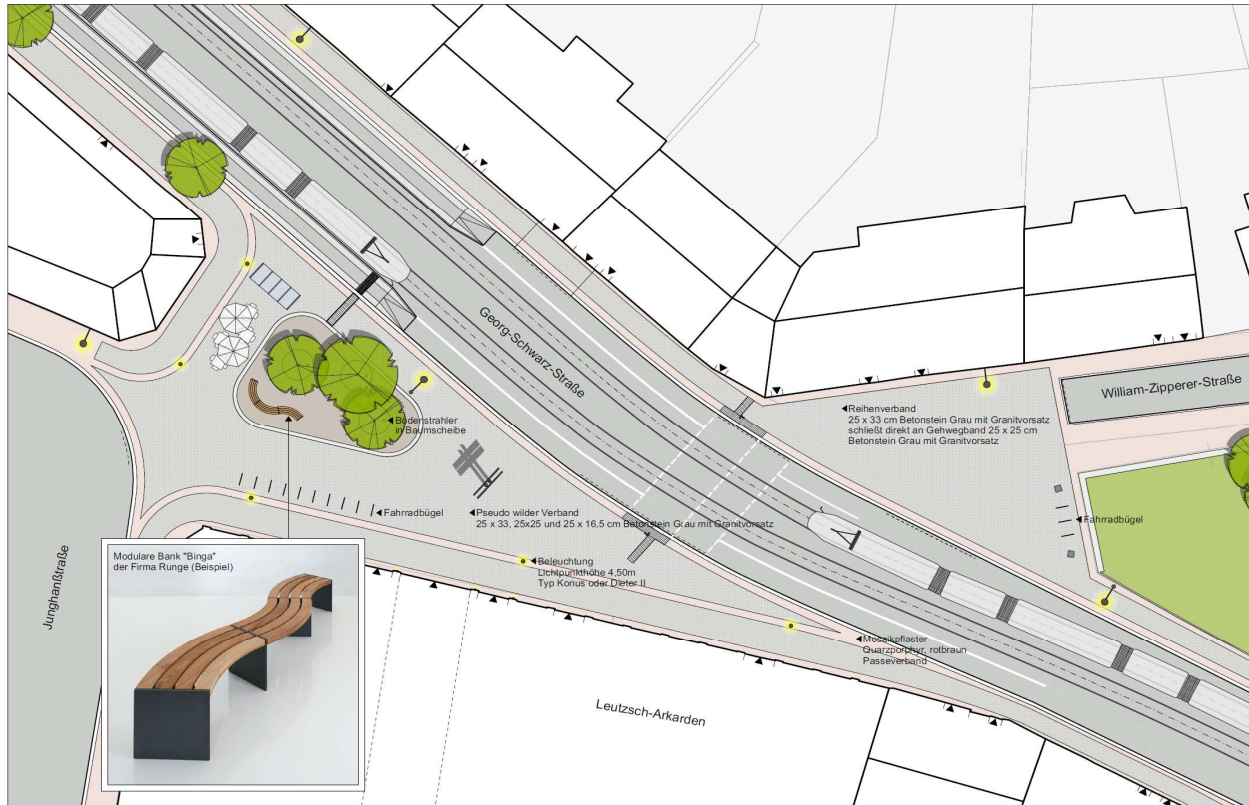 Georg-Schwarz-Straße
William-Zipperer-Straße
Reihenverband
25 x 33 cm Betonstein Grau mit Granitvorsatz
schließt direkt an Gehwegband 25 x 25 cm
Betonstein Grau mit Granitvorsatz
Bodenstrahler
in Baumscheibe
Fahrradbügel
Pseudo wilder Verband
25 x 33, 25x25 und 25 x 16,5 cm Betonstein Grau mit Granitvorsatz
Fahrradbügel
Modulare Bank "Binga"
der Firma Runge (Beispiel)
Beleuchtung
Lichtpunkthöhe 4,50m
Typ Konus oder Dieter II
Junghanßtraße
Mosaikpflaster
Quarzporphyr, rotbraun
Passeverband
Leutzsch-Arkarden